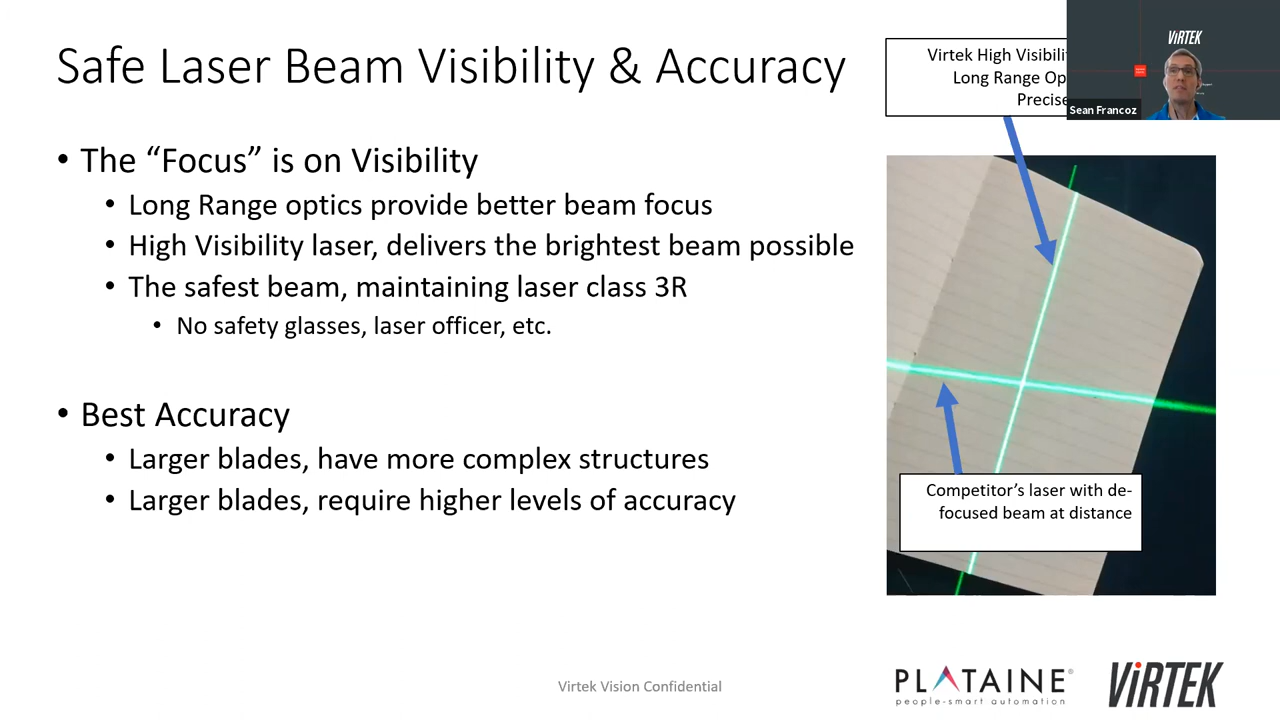 Safe Laser Beam Visibility & Accuracy
• The “Focus” is on Visibility
• Long Range optics provide better beam focus
• High Visibility laser, delivers the brightest beam possible
• The safest beam, maintaining laser class 3R
• No safety glasses, laser officer, etc.
• Best Accuracy
• Larger blades, have more complex structures
• Larger blades, require higher levels of accuracy
Virtek High
Long Range
ViRTEK
Sean Francoz
Competitor’s laser with de-
focused beam at distance
Virtek Vision Confidential
PLATAINE®
people-smart automation
ViRTEK